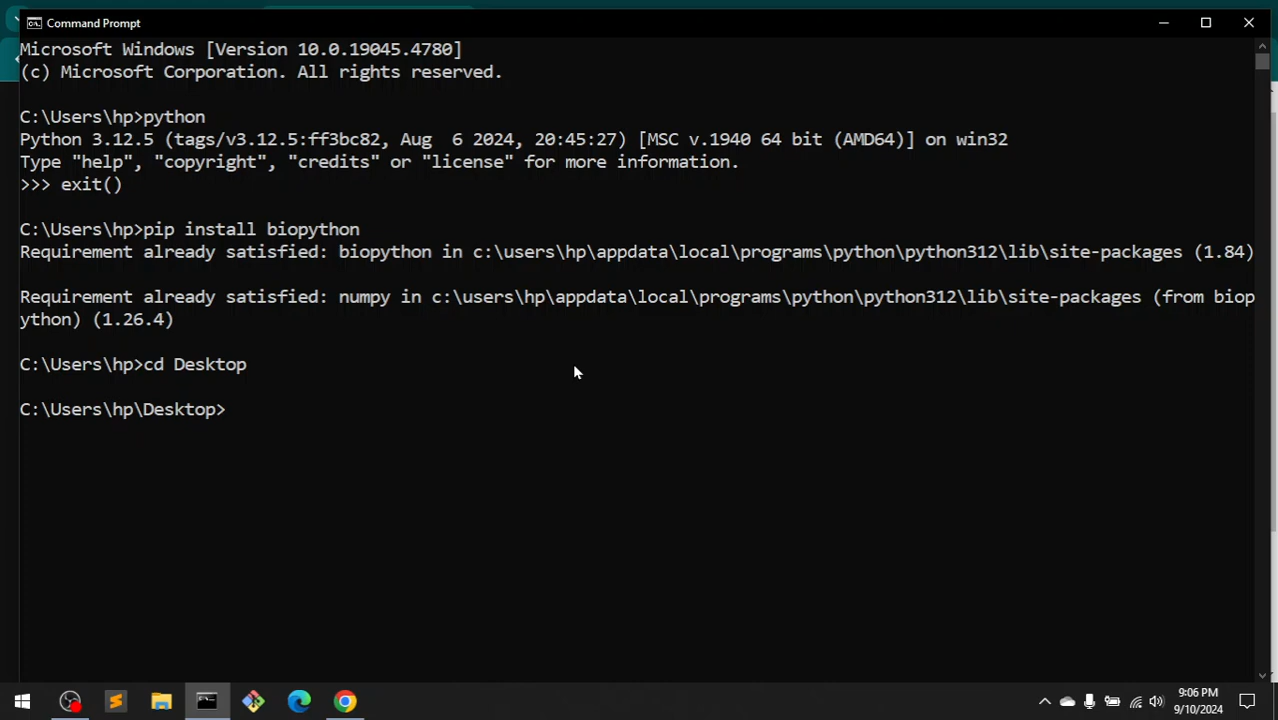 Command Prompt
Microsoft Windows [Version 10.0.19045.4780]
(c) Microsoft Corporation. All rights reserved.
C:\Users\hp>python
Python 3.12.5 (tags/v3.12.5:ff3bc82, Aug  6 2024, 20:45:27) [MSC v.1940 64 bit (AMD64)] on win32
Type "help", "copyright", "credits" or "license" for more information.
>>> exit()
C:\Users\hp>pip install biopython
Requirement already satisfied: biopython in c:\users\hp\appdata\local\programs\python\python312\lib\site-packages (1.84)
Requirement already satisfied: numpy in c:\users\hp\appdata\local\programs\python\python312\lib\site-packages (from biop
ython) (1.26.4)
C:\Users\hp>cd Desktop
C:\Users\hp\Desktop>
9:06 PM
9/10/2024